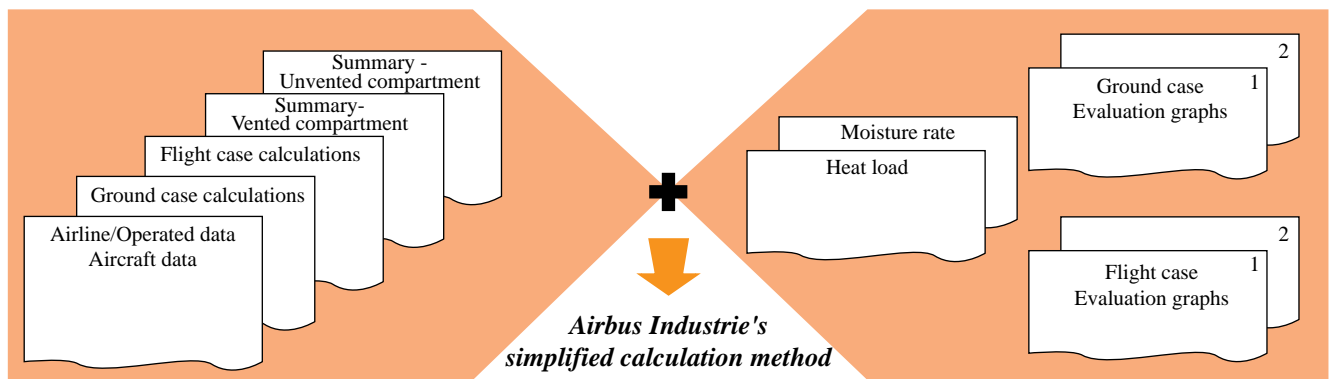 Summary -
Unvented compartment
Summary-
Vented compartment
Flight case calculations
Ground case calculations
Airline/Operated data
Aircraft data
Moisture rate
Heat load
2
1
Ground case
Evaluation graphs
2
1
Flight case
Evaluation graphs
Airbus Industrie's
simplified calculation method